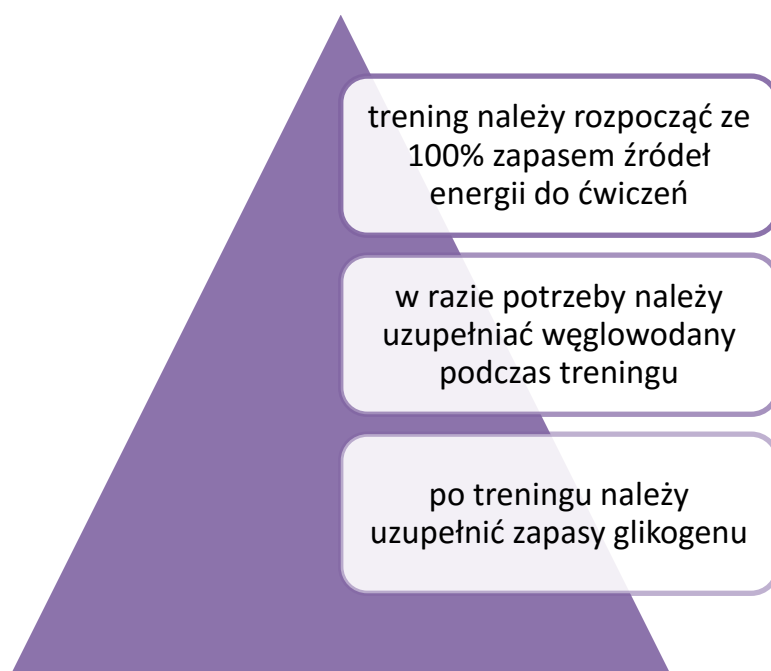 trening należy rozpocząć ze
100% zapasem źródeł
energii do ćwiczeń
w razie potrzeby należy
uzupełniać węglowodany
podczas treningu
po treningu należy
uzupełnić zapasy glikogenu